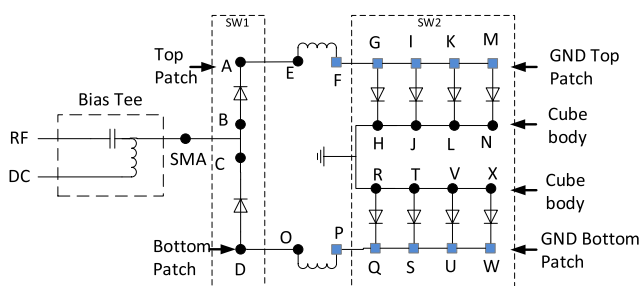 SW1
SW2
Top
Patch
A
E
F
G
I
K
M
GND Top
Patch
Bias Tee
RF
DC
SMA
B
C
H
J
L
N
Cube
body
R
T
V
X
Cube
body
Bottom
Patch
D
O
P
Q
S
U
W
GND Bottom
Patch